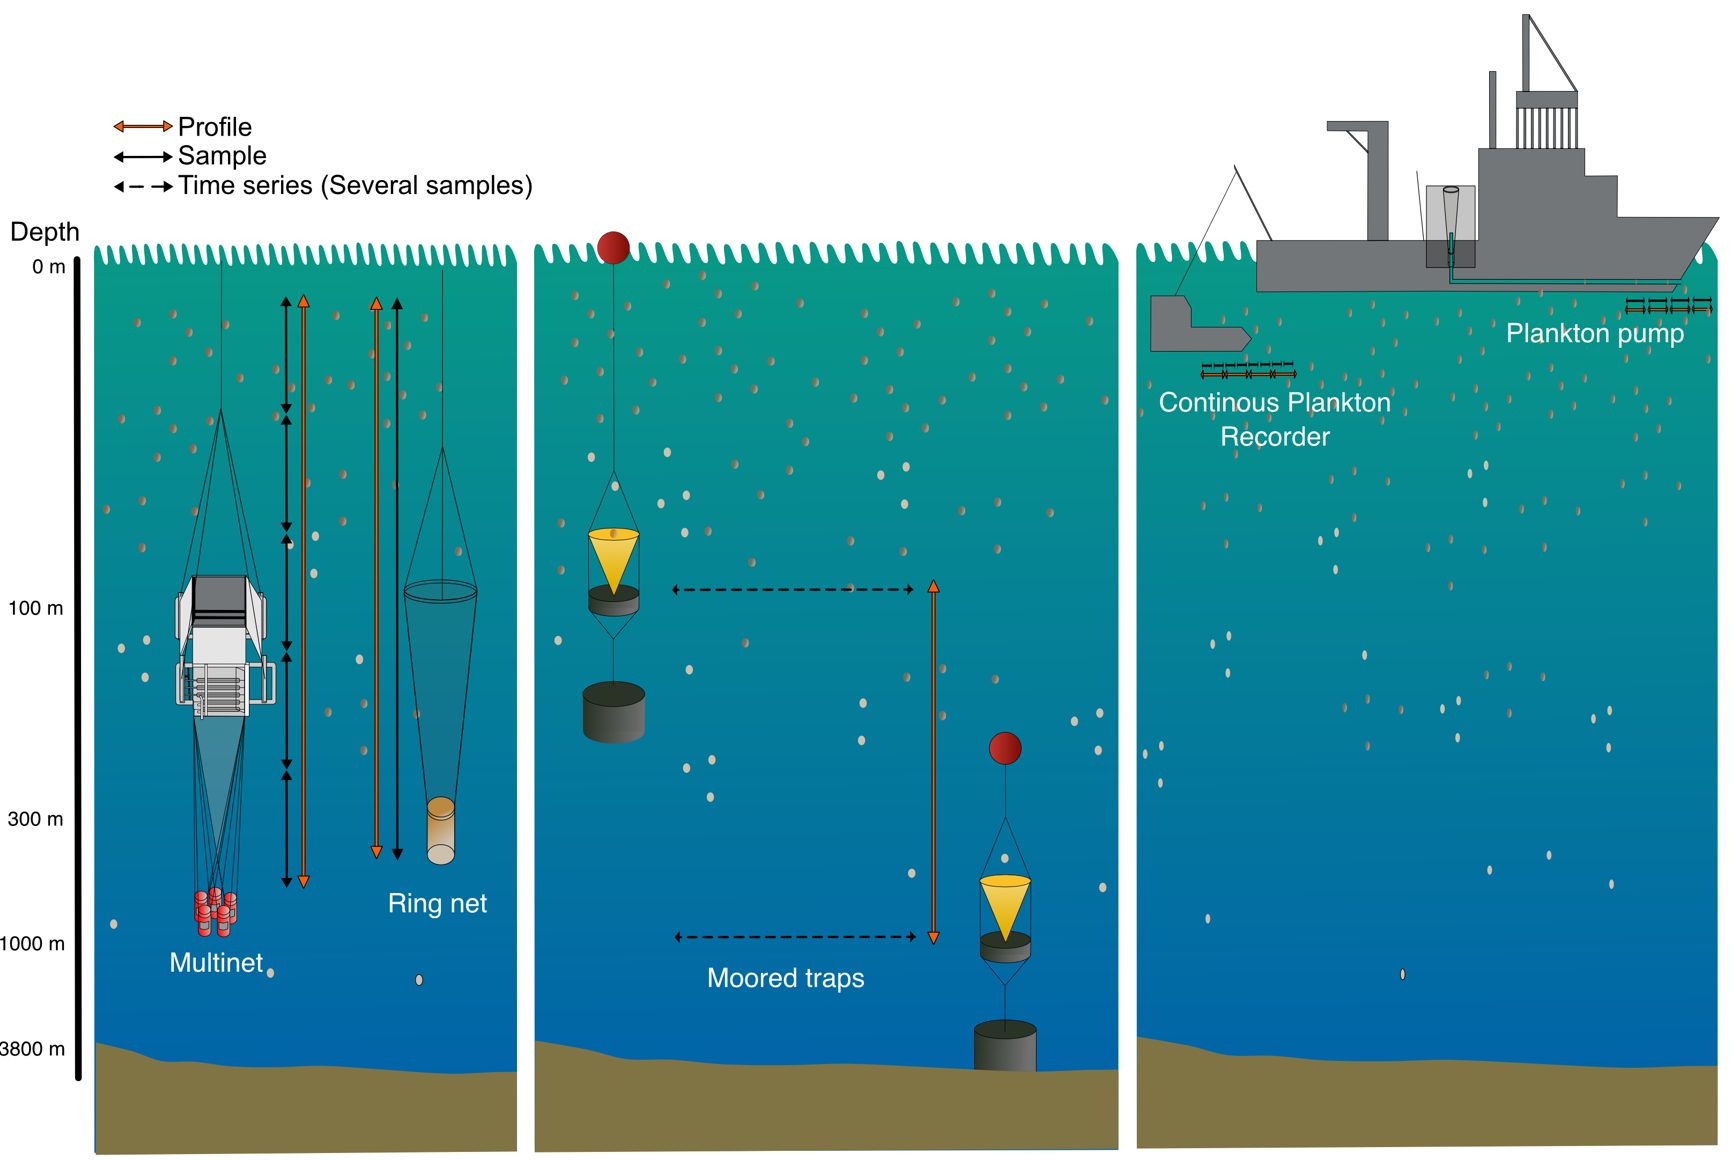 Profile
Sample
Time series (Several samples)
Depth
0 m
100 m
300 m
1000 m
3800 m
Multinet
Ring net
Moored traps
Continous Plankton
Recorder
Plankton pump